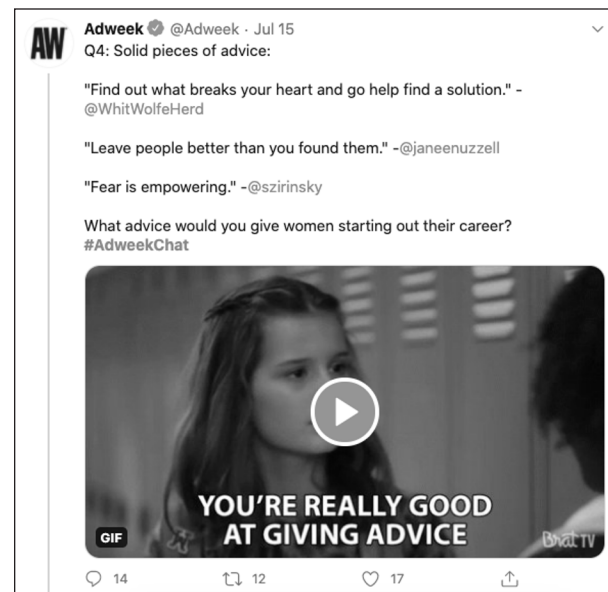 AW
Adweek @Adweek · Jul 15
Q4: Solid pieces of advice:
"Find out what breaks your heart and go help find a solution." -
@WhitWolfeHerd
"Leave people better than you found them." -@janeenuzzell
"Fear is empowering." -@szirinsky
What advice would you give women starting out their career?
#AdweekChat
YOU'RE REALLY GOOD
AT GIVING ADVICE
GIF
Brat TV
14 12 17